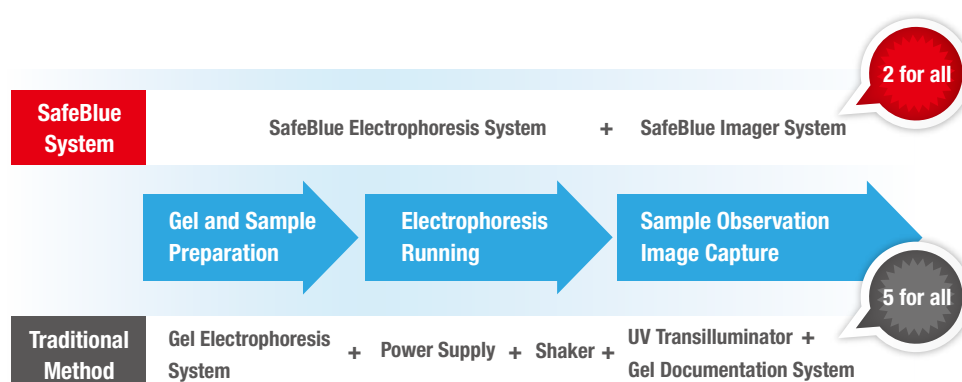 2 for all
SafeBlue
System
SafeBlue Electrophoresis System + SafeBlue Imager System
Gel and Sample
Preparation
Electrophoresis
Running
Sample Observation
Image Capture
5 for all
Traditional
Method
Gel Electrophoresis
System
+ Power Supply + Shaker +
UV Transilluminator +
Gel Documentation System